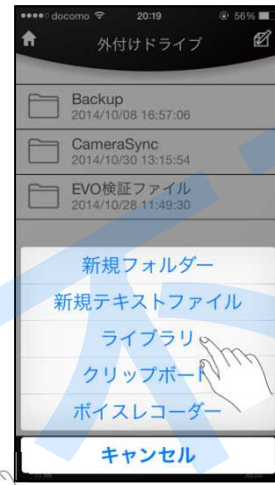 docomo 20:19 56%
外付けドライブ
Backup
2014/10/08 16:57:06
CameraSync
2014/10/30 13:15:54
EVO検証ファイル
2014/10/28 11:49:30
新規フォルダー
新規テキストファイル
ライブラリ
クリップボード
ボイスレコーダー
キャンセル